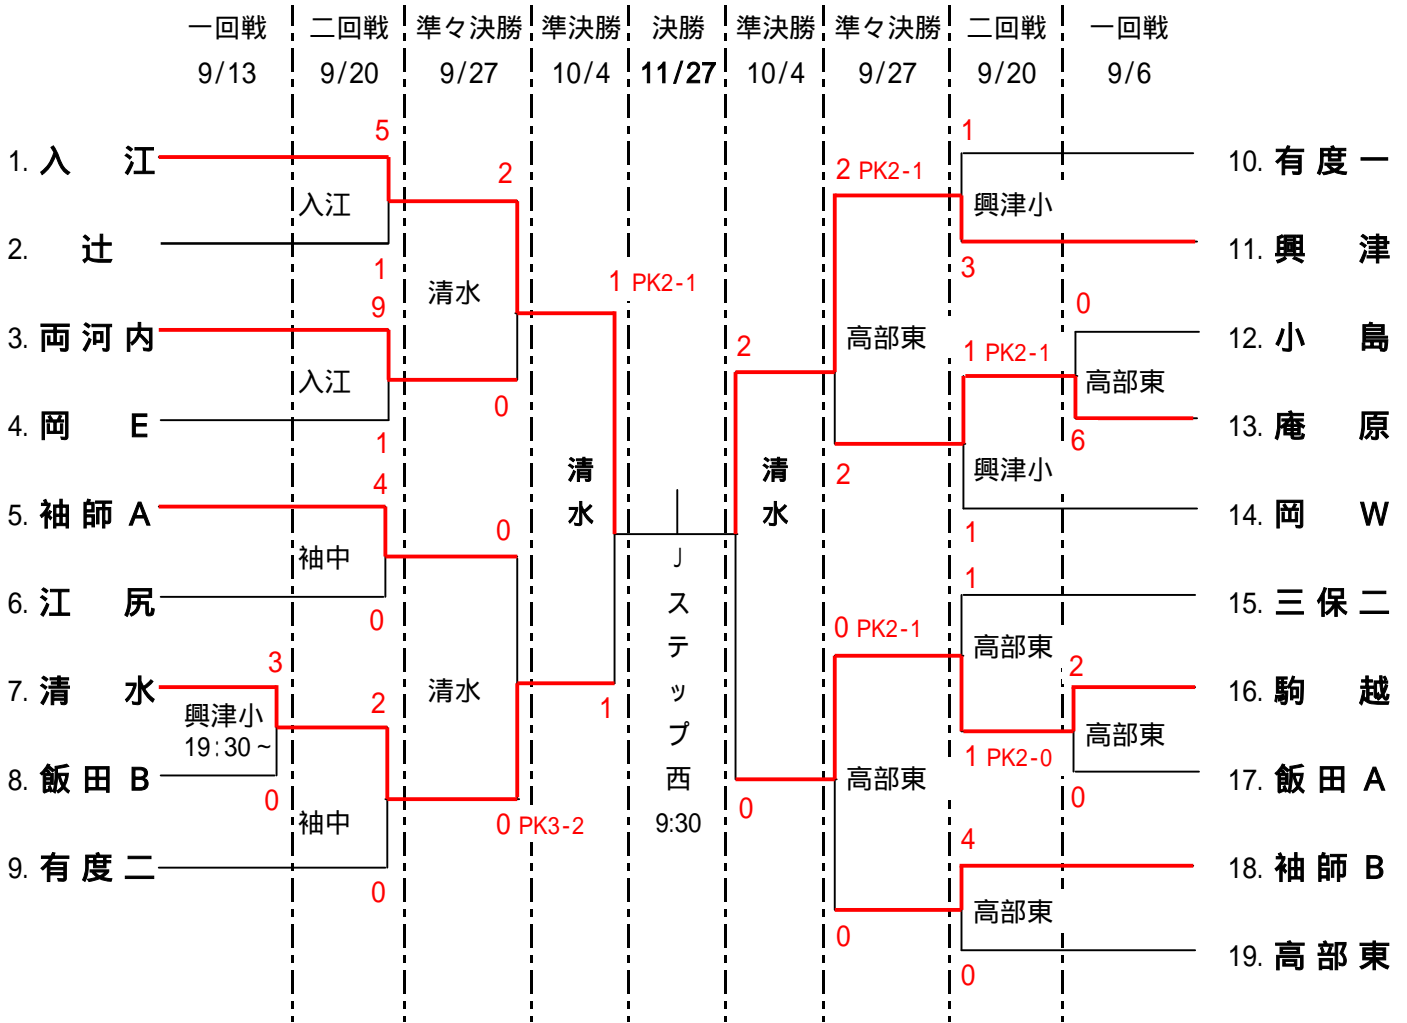 一回戦 二回戦 準々決勝 準決勝 決勝 準決勝 準々決勝 二回戦 一回戦
9/13 9/20 9/27 10/4 11/27 10/4 9/27 9/20 9/6
1. 入 江
2. 辻
3. 両河内
4. 岡 E
5. 袖師A
6. 江 尻
7. 清 水
8. 飯田B
9. 有度二
3
興津小
19:30~
0
5
入江
1
9
入江
1
4
袖中
0
2
袖中
0
2
清水
0
0
清水
0 PK3-2
1 PK2-1
清水
1
Jステップ西
9:30
2
清水
0
2 PK2-1
高部東
2
0 PK2-1
高部東
0
1
興津小
3
1 PK2-1
興津小
1
1
高部東
1 PK2-0
4
高部東
0
0
高部東
6
2
高部東
0
10. 有度一
11. 興 津
12. 小 島
13. 庵 原
14. 岡 W
15. 三保二
16. 駒 越
17. 飯田A
18. 袖師B
19. 高部東